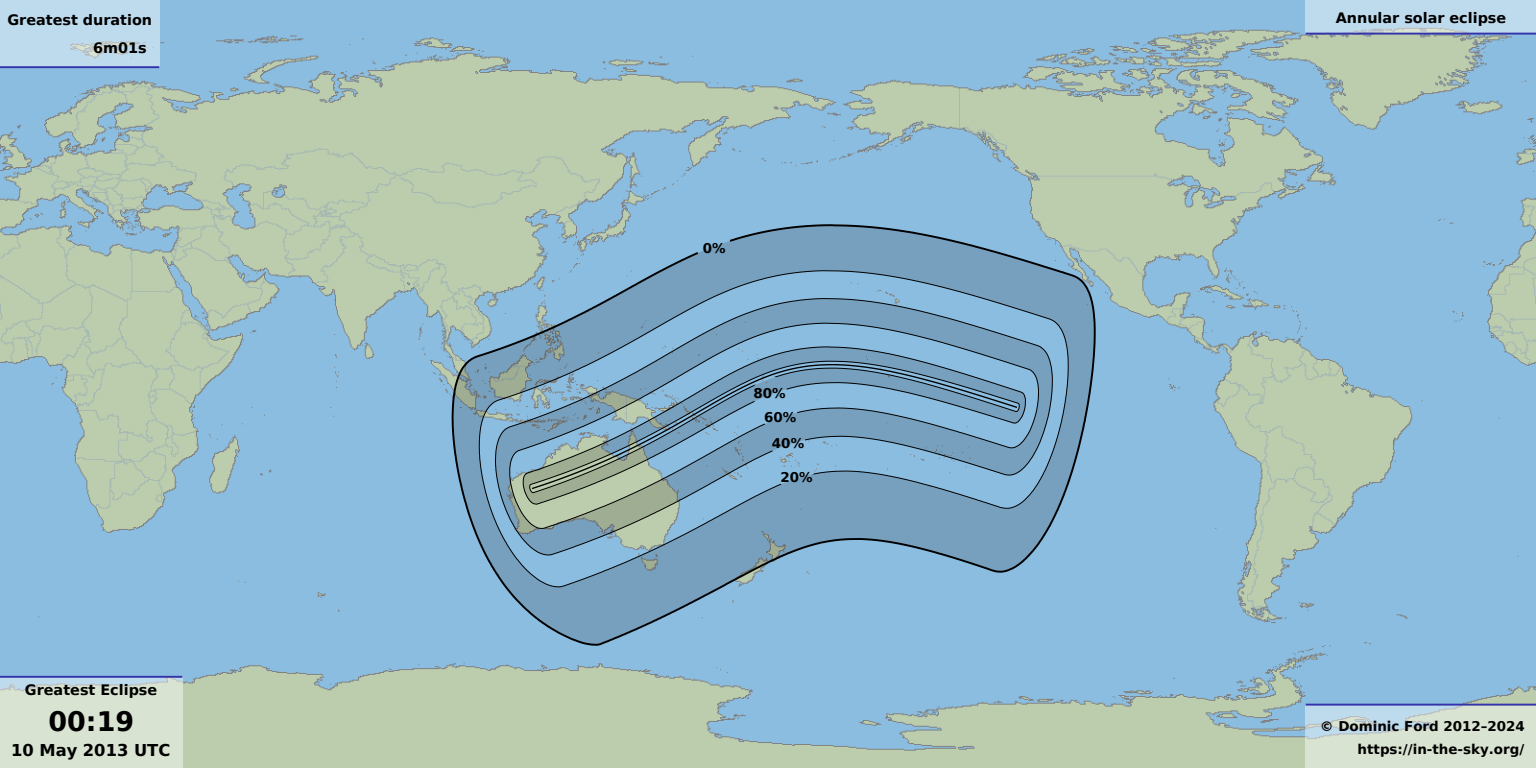 Greatest duration
6m01s
Annular solar eclipse
0%
80%
60%
40%
20%
Greatest Eclipse
00:19
10 May 2013 UTC
© Dominic Ford 2012–2024
https://in-the-sky.org/